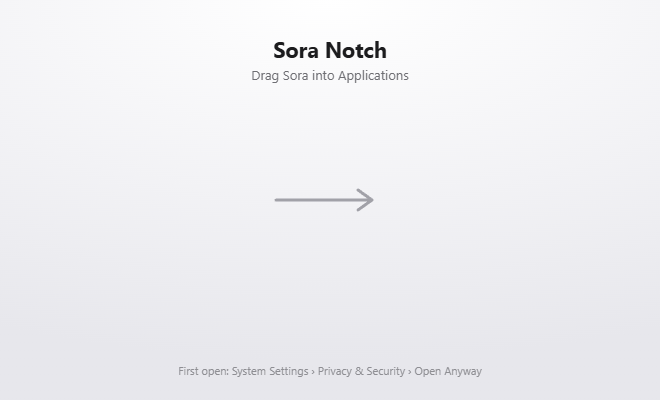 Sora Notch
Drag Sora into Applications
First open: System Settings › Privacy & Security › Open Anyway